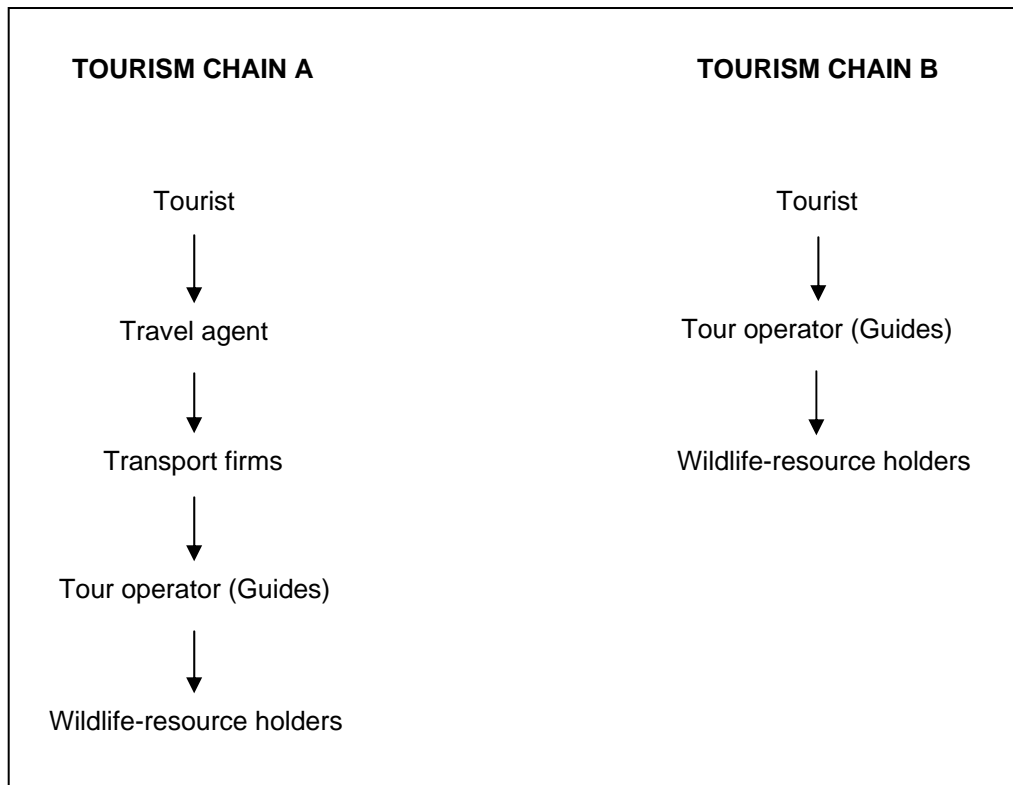 TOURISM CHAIN A
Tourist
Travel agent
Transport firms
Tour operator (Guides)
Wildlife-resource holders
TOURISM CHAIN B
Tourist
Tour operator (Guides)
Wildlife-resource holders